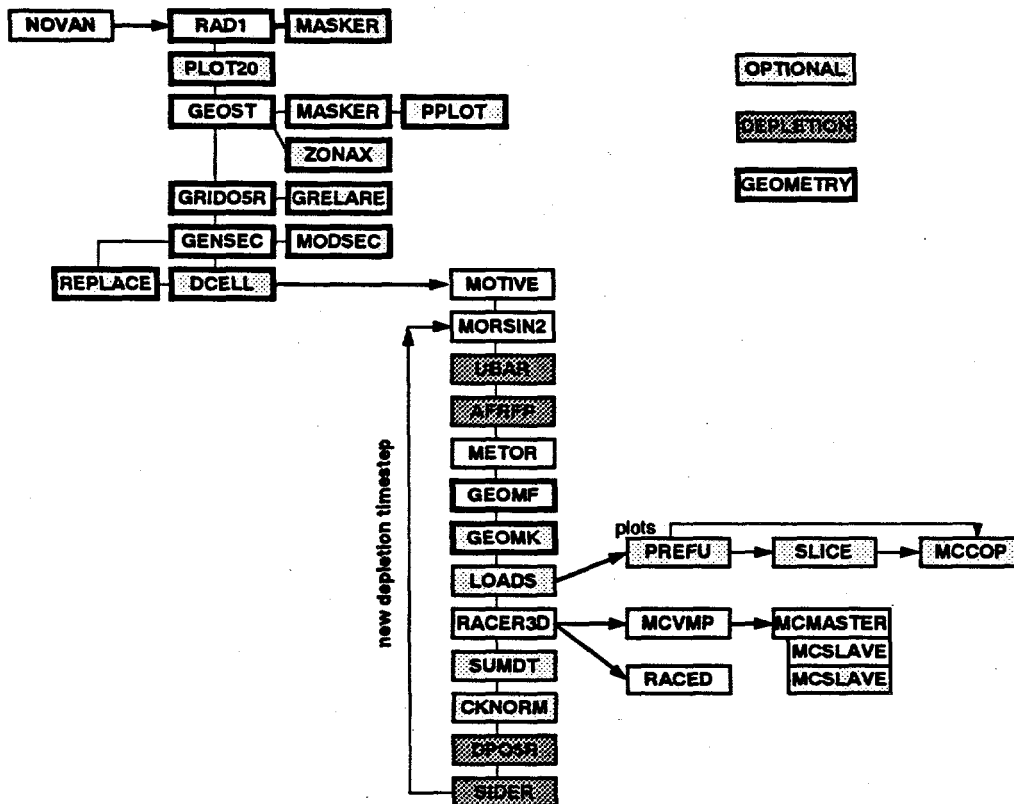 NOVAN
RAD1
MASKER
PLOT20
OPTIONAL
GEOST
MASKER
PPLOT
DEPLETION
ZONAX
GRIDO5R
GRELARE
GEOMETRY
GENSEC
MODSEC
REPLACE
DCELL
MOTIVE
MORSIN2
UBAR
AFRFP
METOR
GEOMF
GEOMK
plots
PREFU
SLICE
MCCOP
LOADS
new depletion timestep
RACER3D
MCVMP
MCMASTER
MCSLAVE
SUMDT
RACED
MCSLAVE
CKNORM
SIDER